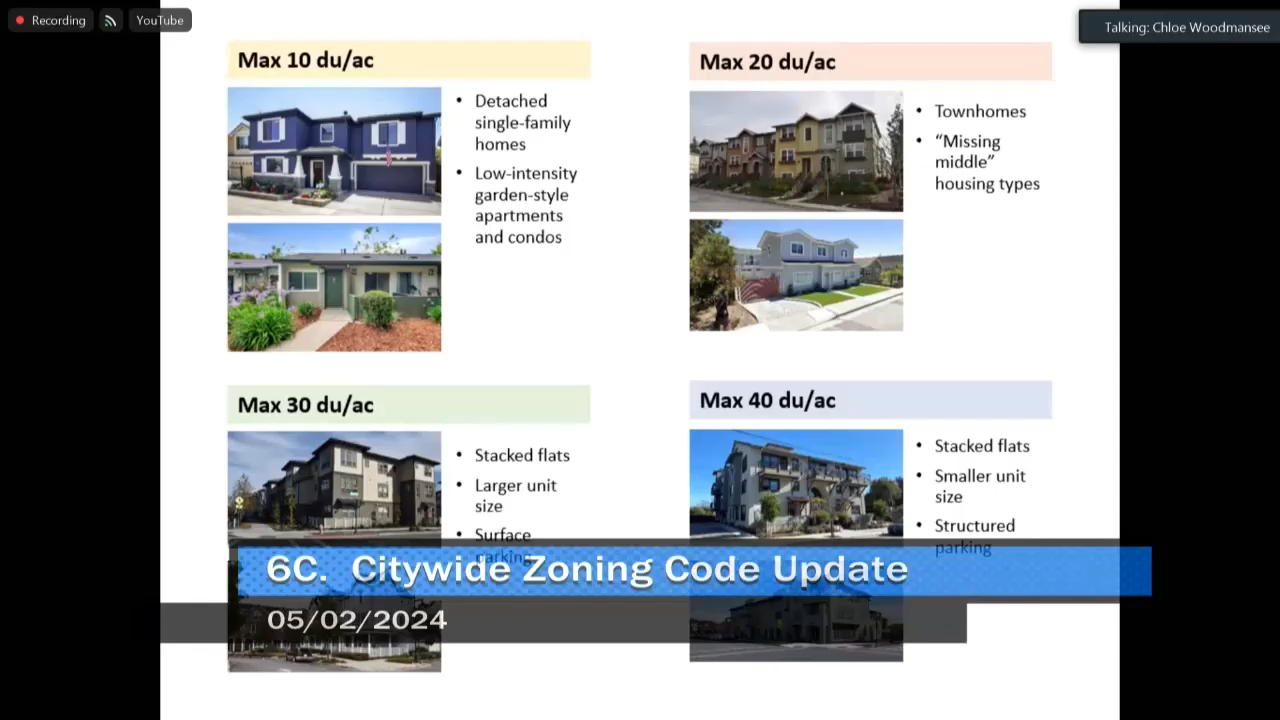 Recording
YouTube
Talking: Chloe Woodmansee
Max 10 du/ac
• Detached
single-family
homes
• Low-intensity
garden-style
apartments
and condos
Max 20 du/ac
• Townhomes
• “Missing
middle”
housing types
Max 30 du/ac
• Stacked flats
• Larger unit
size
• Surface
parking
Max 40 du/ac
• Stacked flats
• Smaller unit
size
• Structured
parking
6C. Citywide Zoning Code Update
05/02/2024